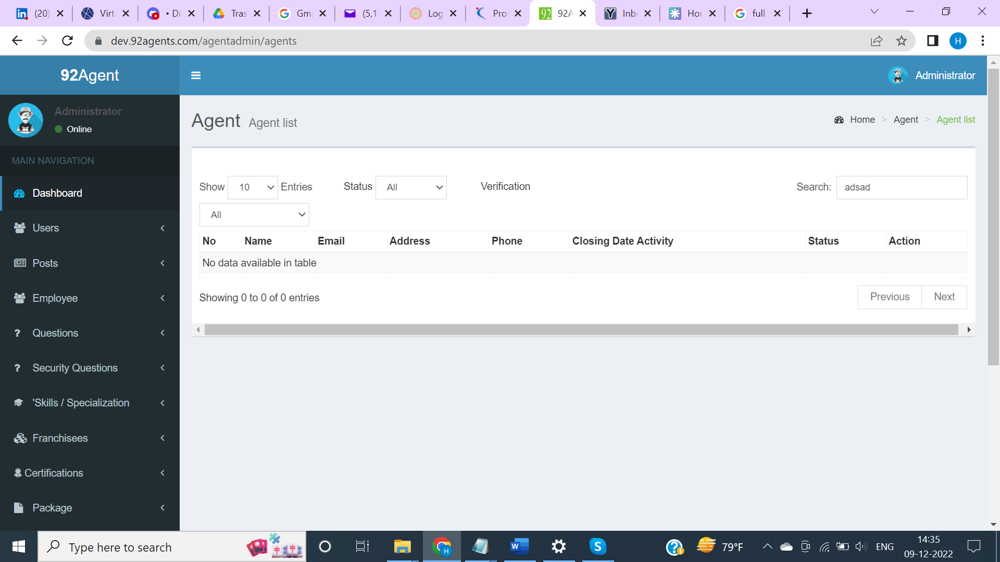 (20)
Virt
• Di
Tras
Gm
(5,1
Log
Pro
92A
Inb
Hor
full
dev.92agents.com/agentadmin/agents
H
92Agent
Administrator
Administrator
Online
Agent Agent list
Home > Agent > Agent list
MAIN NAVIGATION
Dashboard
Users
Posts
Employee
Questions
Security Questions
'Skills / Specialization
Franchisees
Certifications
Package
Show 10 Entries Status All Verification Search: adsad
All
No Name Email Address Phone Closing Date Activity Status Action
No data available in table
Showing 0 to 0 of 0 entries
Previous Next
Type here to search
79°F
ENG
14:35
09-12-2022